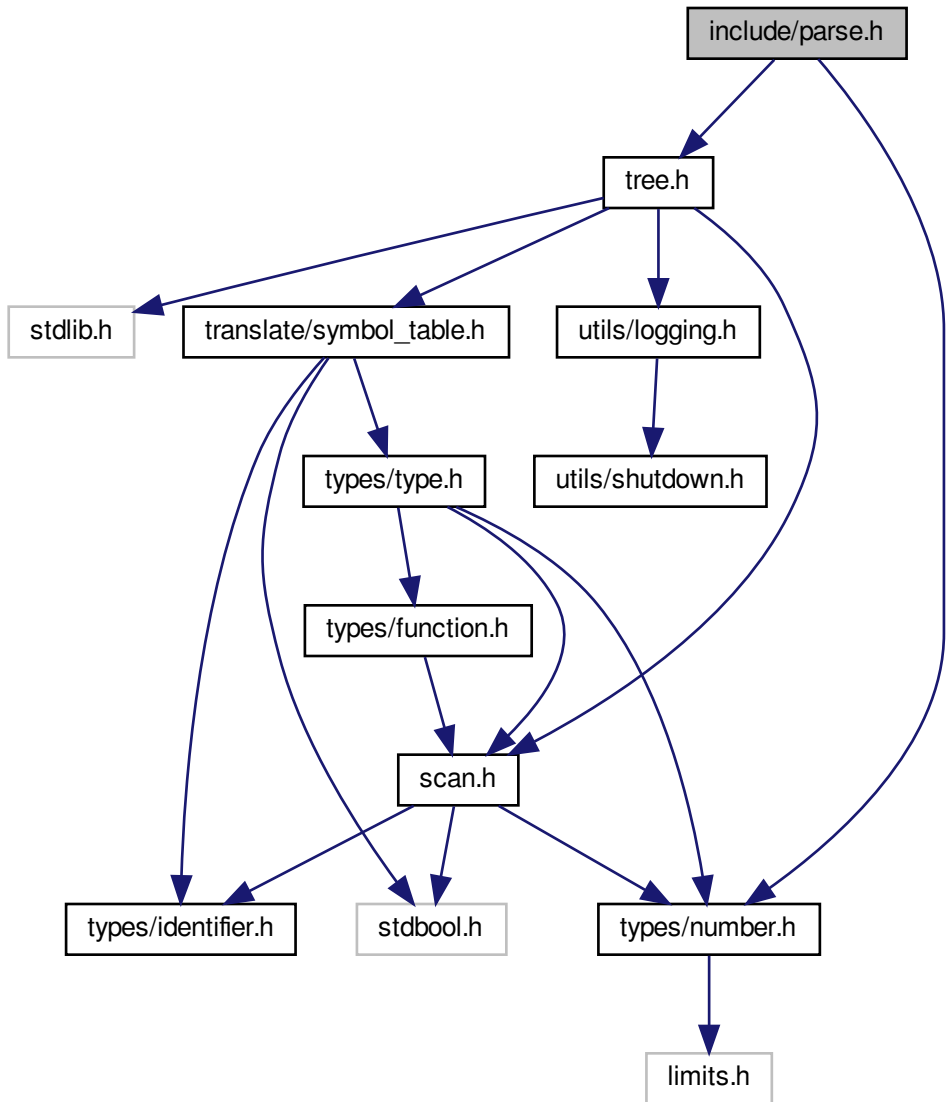 include/parse.h
tree.h
stdlib.h
translate/symbol_table.h
utils/logging.h
types/type.h
utils/shutdown.h
types/function.h
scan.h
types/identifier.h
stdbool.h
types/number.h
limits.h